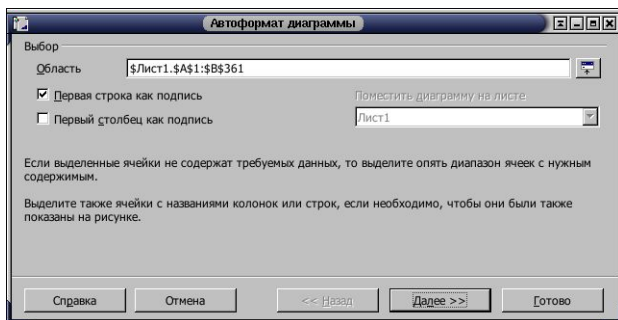 Автоформат диаграммы
Выбор
Область $Лист1.$A$1:$B$361
Первая строка как подпись Поместить диаграмму на листе
Первый столбец как подпись Лист1
Если выделенные ячейки не содержат требуемых данных, то выделите опять диапазон ячеек с нужным
содержимым.
Выделите также ячейки с названиями колонок или строк, если необходимо, чтобы они были также
показаны на рисунке.
Справка Отмена << Назад Далее >> Готово